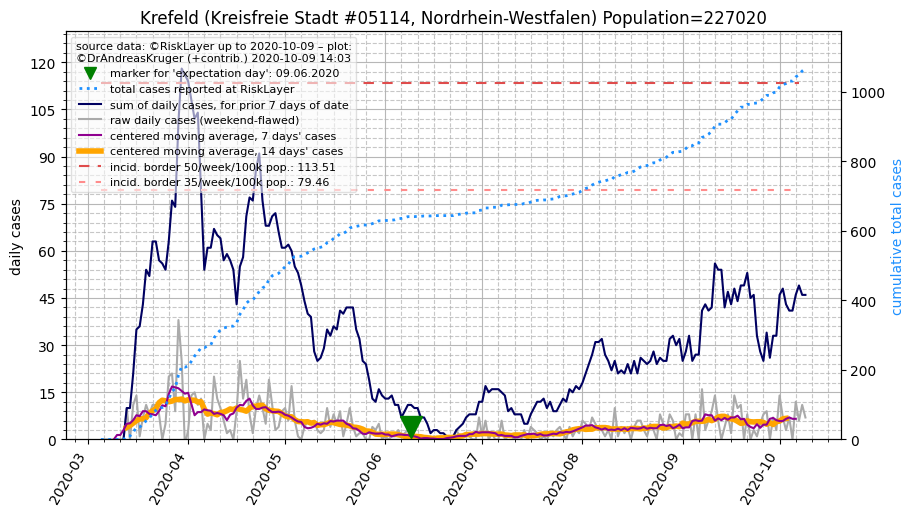 Krefeld (Kreisfreie Stadt #05114, Nordrhein-Westfalen) Population=227020
source data: ©RiskLayer up to 2020-10-09 – plot:
©DrAndreasKruger (+contrib.) 2020-10-09 14:03
marker for 'expectation day': 09.06.2020
total cases reported at RiskLayer
sum of daily cases, for prior 7 days of date
raw daily cases (weekend-flawed)
centered moving average, 7 days' cases
centered moving average, 14 days' cases
incid. border 50/week/100k pop.: 113.51
incid. border 35/week/100k pop.: 79.46
daily cases
120
105
90
75
60
45
30
15
0
cumulative total cases
1000
800
600
400
200
0
2020-03
2020-04
2020-05
2020-06
2020-07
2020-08
2020-09
2020-10